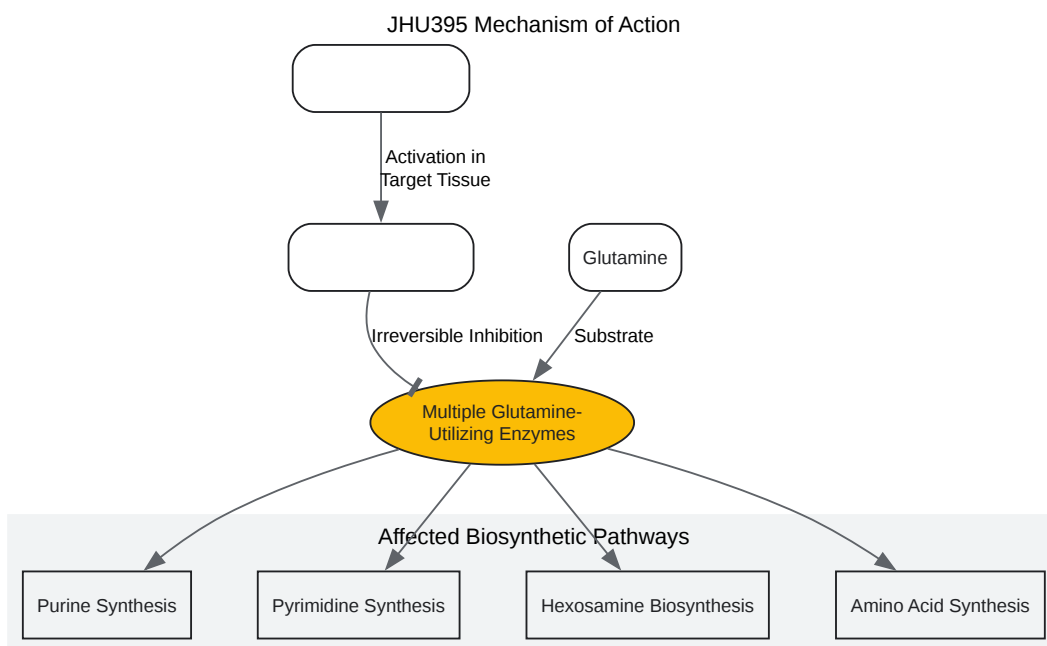 JHU395 Mechanism of Action
Activation in
Target Tissue
Glutamine
Irreversible Inhibition
Substrate
Multiple Glutamine-
Utilizing Enzymes
Affected Biosynthetic Pathways
Purine Synthesis
Pyrimidine Synthesis
Hexosamine Biosynthesis
Amino Acid Synthesis